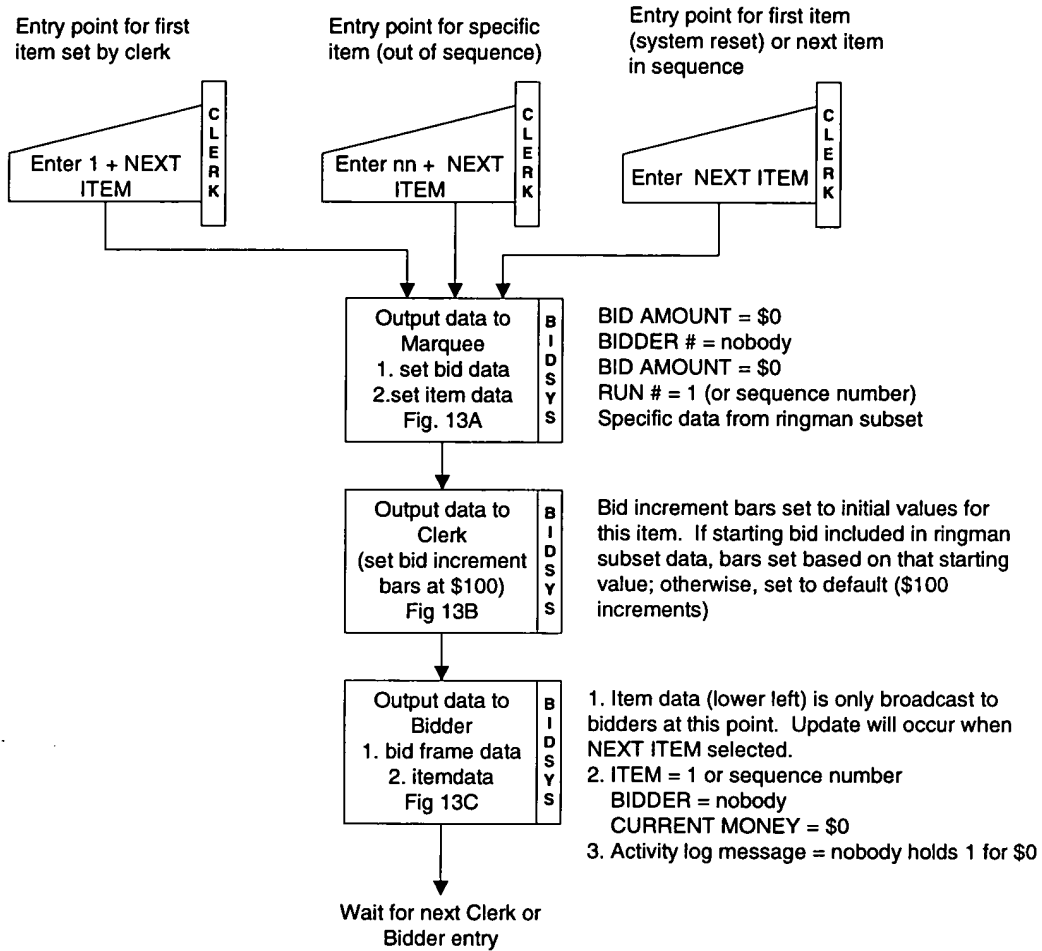 Entry point for first
item set by clerk
Entry point for specific
item (out of sequence)
Entry point for first item
(system reset) or next item
in sequence
Enter 1 + NEXT
ITEM
CLERK
Enter nn + NEXT
ITEM
CLERK
Enter NEXT ITEM
CLERK
Output data to
Marquee
1. set bid data
2.set item data
Fig. 13A
BIDSYS
BID AMOUNT = $0
BIDDER # = nobody
BID AMOUNT = $0
RUN # = 1 (or sequence number)
Specific data from ringman subset
Output data to
Clerk
(set bid increment
bars at $100)
Fig 13B
BIDSYS
Bid increment bars set to initial values for
this item. If starting bid included in ringman
subset data, bars set based on that starting
value; otherwise, set to default ($100
increments)
Output data to
Bidder
1. bid frame data
2. itemdata
Fig 13C
BIDSYS
1. Item data (lower left) is only broadcast to
bidders at this point. Update will occur when
NEXT ITEM selected.
2. ITEM = 1 or sequence number
BIDDER = nobody
CURRENT MONEY = $0
3. Activity log message = nobody holds 1 for $0
Wait for next Clerk or
Bidder entry